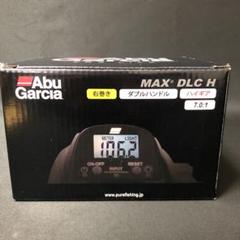 Abu
Garcia
MAX DLC H
右巻き ダブルハンドル ハイギア
7.0:1
METER LIGHT
106.2
ON-OFF RESET
INPUT
www.purefishing.jp